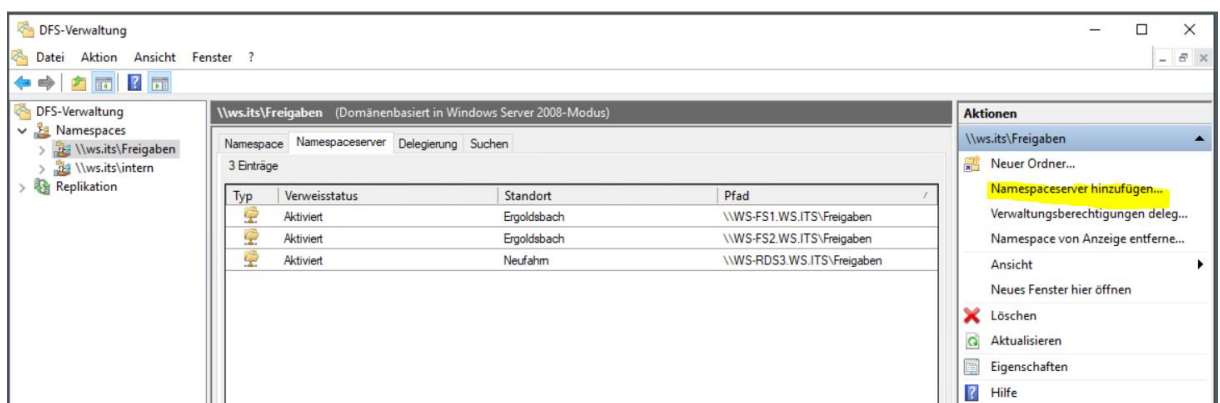 DFS-Verwaltung
Datei Aktion Ansicht Fenster ?
DFS-Verwaltung
Namespaces
\\ws.its\Freigaben
\\ws.its\intern
Replikation
\\ws.its\Freigaben (Domänenbasiert in Windows Server 2008-Modus)
Namespace Namespaceserver Delegierung Suchen
3 Einträge
Typ Verweisstatus Standort Pfad
Aktiviert Ergoldsbach \\WS-FS1.WS.ITS\Freigaben
Aktiviert Ergoldsbach \\WS-FS2.WS.ITS\Freigaben
Aktiviert Neufahrn \\WS-RDS3.WS.ITS\Freigaben
Aktionen
\\ws.its\Freigaben
Neuer Ordner...
Namespaceserver hinzufügen...
Verwaltungsberechtigungen deleg...
Namespace von Anzeige entferne...
Ansicht
Neues Fenster hier öffnen
Löschen
Aktualisieren
Eigenschaften
Hilfe